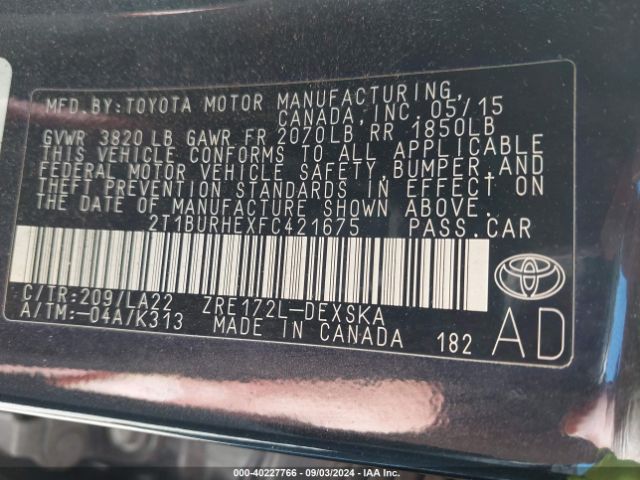 MFD.BY:TOYOTA MOTOR MANUFACTURING,
CANADA,INC. 05/15
GVWR 3820 LB GAWR FR 2070LB RR 1850LB
THIS VEHICLE CONFORMS TO ALL APPLICABLE
FEDERAL MOTOR VEHICLE SAFETY,BUMPER,AND
THEFT PREVENTION STANDARDS IN EFFECT ON
THE DATE OF MANUFACTURE SHOWN ABOVE.
2T1BURHEXFC421675 PASS.CAR
C/TR:209/LA22 ZRE172L-DEXSKA
A/TM:-04A/K313 MADE IN CANADA 182 AD
000-40227766 - 09/03/2024 - IAA Inc.